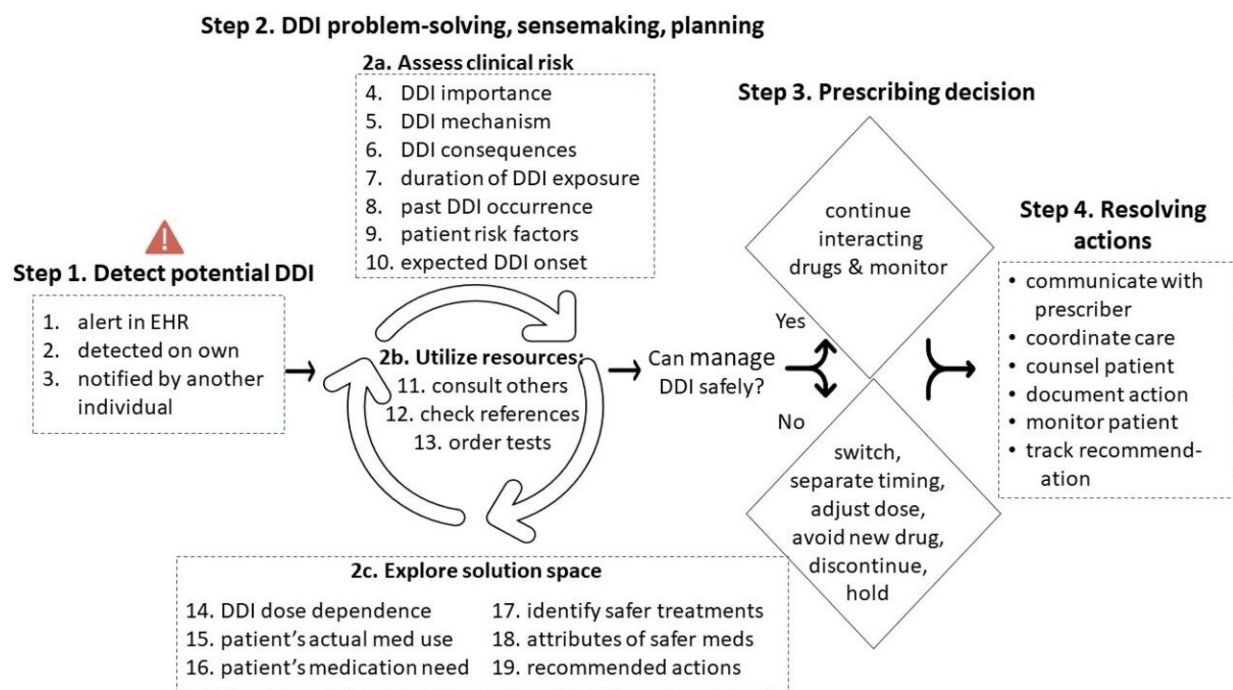 Step 2. DDI problem-solving, sensemaking, planning
2a. Assess clinical risk
4. DDI importance
5. DDI mechanism
6. DDI consequences
7. duration of DDI exposure
8. past DDI occurrence
9. patient risk factors
10. expected DDI onset
Step 1. Detect potential DDI
1. alert in EHR
2. detected on own
3. notified by another
individual
2b. Utilize resources:
11. consult others
12. check references
13. order tests
2c. Explore solution space
14. DDI dose dependence
15. patient's actual med use
16. patient's medication need
17. identify safer treatments
18. attributes of safer meds
19. recommended actions
Can manage
DDI safely?
Yes
No
Step 3. Prescribing decision
continue
interacting
drugs & monitor
switch,
separate timing,
adjust dose,
avoid new drug,
discontinue,
hold
Step 4. Resolving
actions
• communicate with
prescriber
• coordinate care
• counsel patient
• document action
• monitor patient
• track recommend-
ation